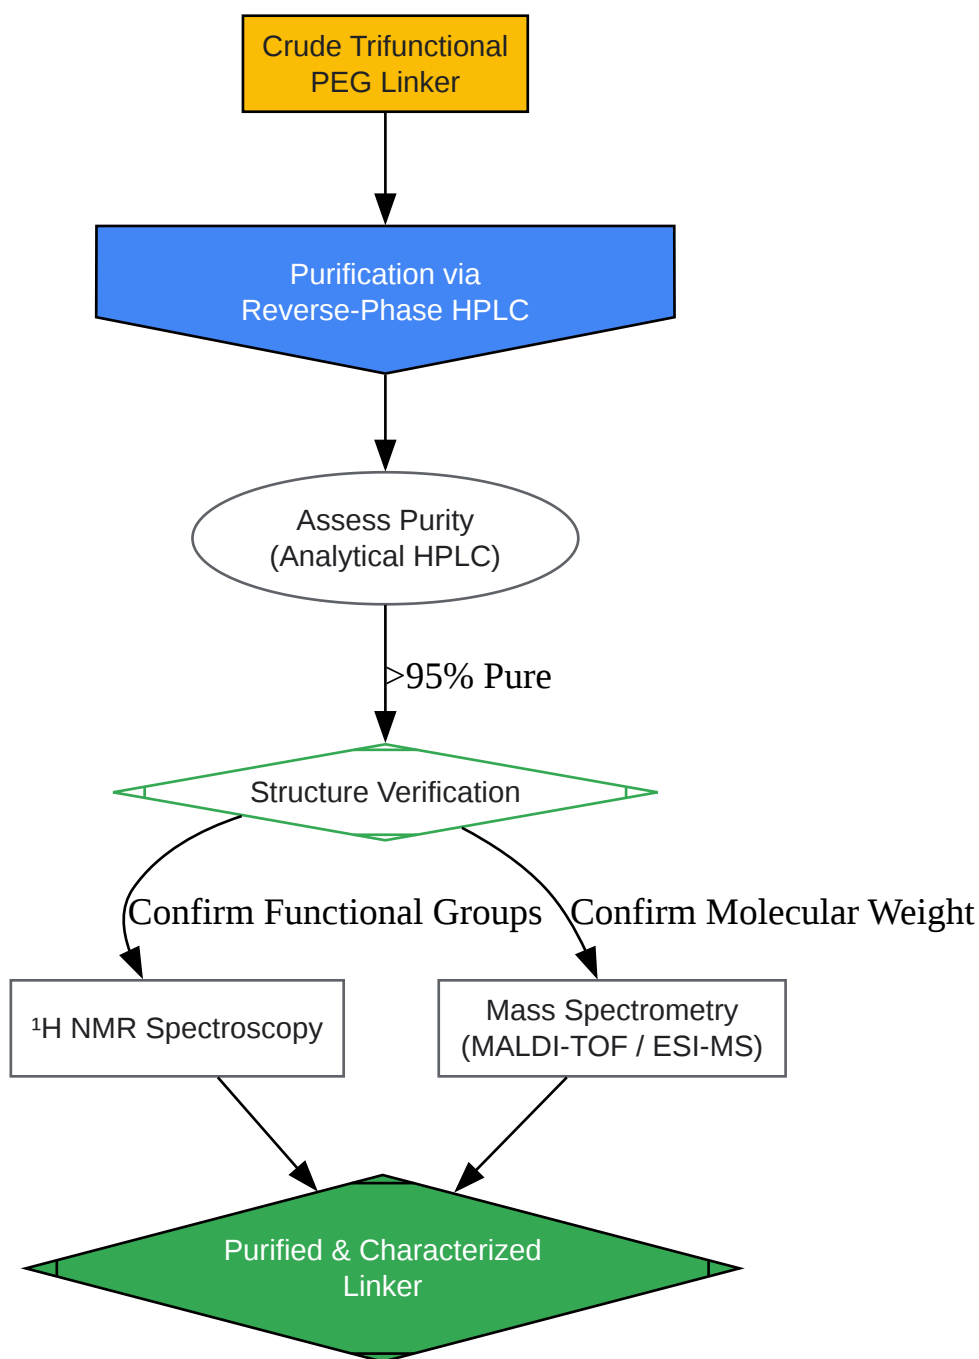 Crude Trifunctional
PEG Linker
Purification via
Reverse-Phase HPLC
Assess Purity
(Analytical HPLC)
>95% Pure
Structure Verification
Confirm Functional Groups
Confirm Molecular Weight
¹H NMR Spectroscopy
Mass Spectrometry
(MALDI-TOF / ESI-MS)
Purified & Characterized
Linker